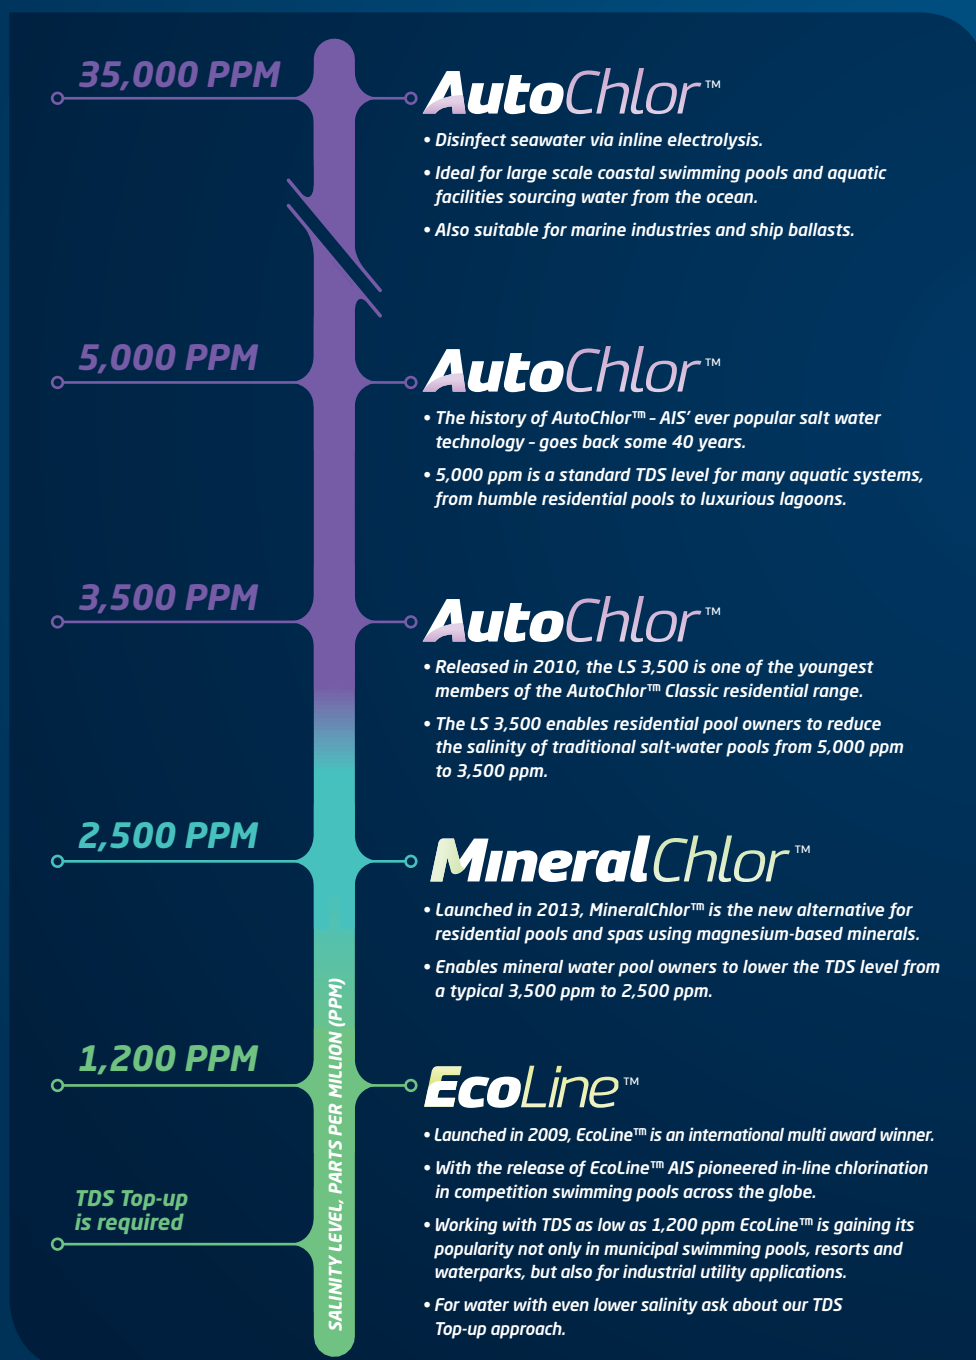 35,000 PPM
AutoChlor™
• Disinfect seawater via inline electrolysis.
• Ideal for large scale coastal swimming pools and aquatic
facilities sourcing water from the ocean.
• Also suitable for marine industries and ship ballasts.
5,000 PPM
AutoChlor™
• The history of AutoChlor™ – AIS’ ever popular salt water
technology – goes back some 40 years.
• 5,000 ppm is a standard TDS level for many aquatic systems,
from humble residential pools to luxurious lagoons.
3,500 PPM
AutoChlor™
• Released in 2010, the LS 3,500 is one of the youngest
members of the AutoChlor™ Classic residential range.
• The LS 3,500 enables residential pool owners to reduce
the salinity of traditional salt-water pools from 5,000 ppm
to 3,500 ppm.
2,500 PPM
MineralChlor™
• Launched in 2013, MineralChlor™ is the new alternative for
residential pools and spas using magnesium-based minerals.
• Enables mineral water pool owners to lower the TDS level from
a typical 3,500 ppm to 2,500 ppm.
1,200 PPM
EcoLine™
• Launched in 2009, EcoLine™ is an international multi award winner.
• With the release of EcoLine™ AIS pioneered in-line chlorination
in competition swimming pools across the globe.
• Working with TDS as low as 1,200 ppm EcoLine™ is gaining its
popularity not only in municipal swimming pools, resorts and
waterparks, but also for industrial utility applications.
• For water with even lower salinity ask about our TDS
Top-up approach.
TDS Top-up
is required
SALINITY LEVEL, PARTS PER MILLION (PPM)